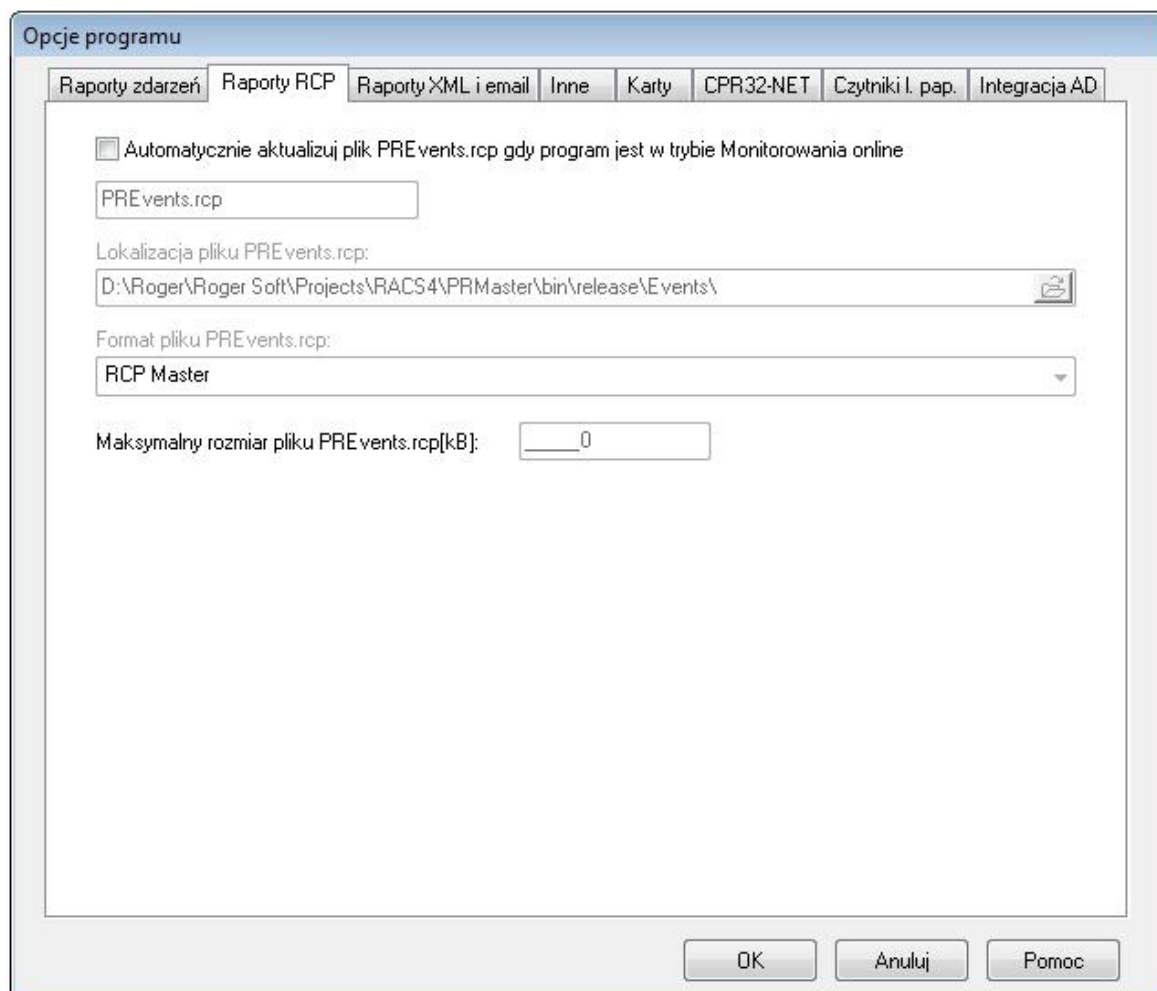 Opcje programu
Raporty zdarzeń Raporty RCP Raporty XML i email Inne Karty CPR32-NET Czytniki l. pap. Integracja AD
Automatycznie aktualizuj plik PREvents.rcp gdy program jest w trybie Monitorowania online
PREvents.rcp
Lokalizacja pliku PREvents.rcp:
D:\Roger\Roger Soft\Projects\RACS4\PRMaster\bin\release\Events\
Format pliku PREvents.rcp:
RCP Master
Maksymalny rozmiar pliku PREvents.rcp[kB]: _____0
OK Anuluj Pomoc